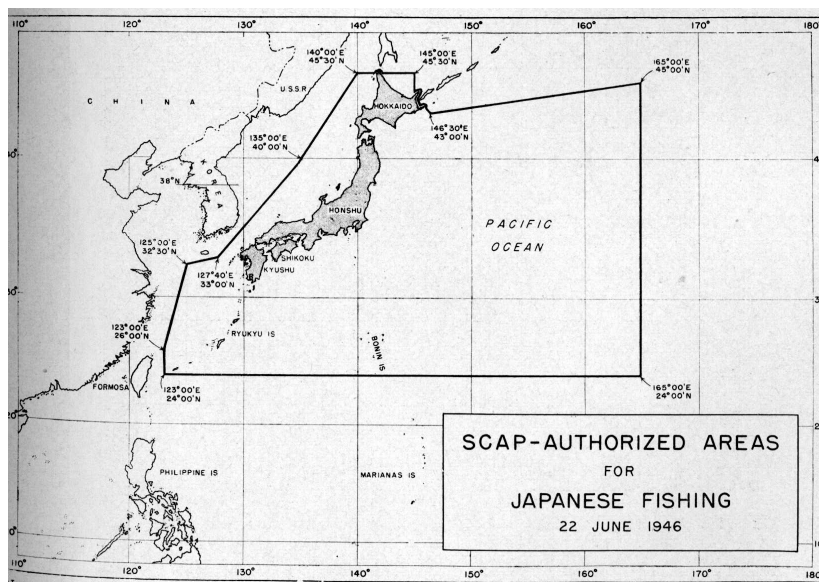 110°
120°
130°
140°
150°
160°
170°
180°
140°00'E
45°30'N
145°00'E
45°30'N
165°00'E
45°00'N
U.S.S.R
CHINA
HOKKAIDO
146°30'E
43°00'N
135°00'E
40°00'N
38°N
KOREA
HONSHU
PACIFIC
OCEAN
125°00'E
32°30'N
SHIKOKU
KYUSHU
127°40'E
33°00'N
30°
123°00'E
26°00'N
RYUKYU IS
BONIN IS
FORMOSA
123°00'E
24°00'N
165°00'E
24°00'N
SCAP-AUTHORIZED AREAS
FOR
JAPANESE FISHING
22 JUNE 1946
PHILIPPINE IS
MARIANAS IS
110°
120°
130°
140°
150°
160°
170°
180°